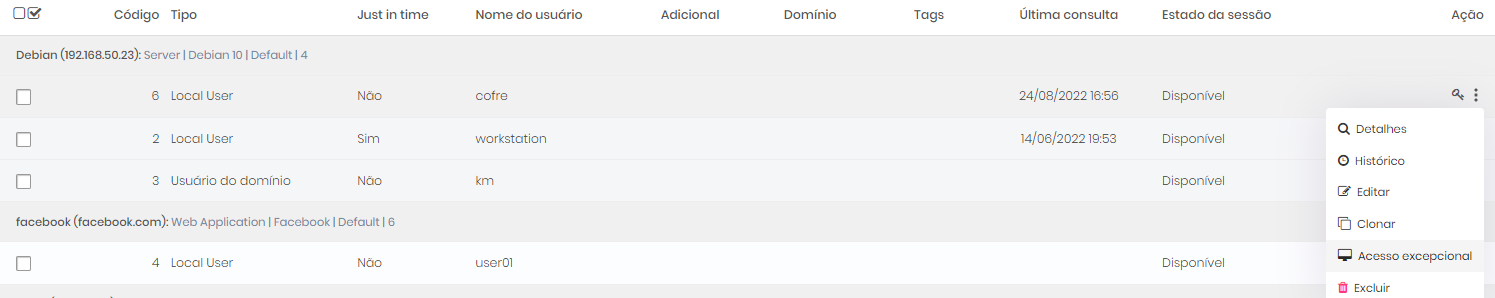 Código Tipo Just in time Nome do usuário Adicional Domínio Tags Última consulta Estado da sessão Ação
Debian (192.168.50.23): Server | Debian 10 | Default | 4
6 Local User Não cofre 24/08/2022 16:56 Disponível
2 Local User Sim workstation 14/06/2022 19:53 Disponível
3 Usuário do domínio Não km Disponível
facebook (facebook.com): Web Application | Facebook | Default | 6
4 Local User Não user01 Disponível
Detalhes
Histórico
Editar
Clonar
Acesso excepcional
Excluir